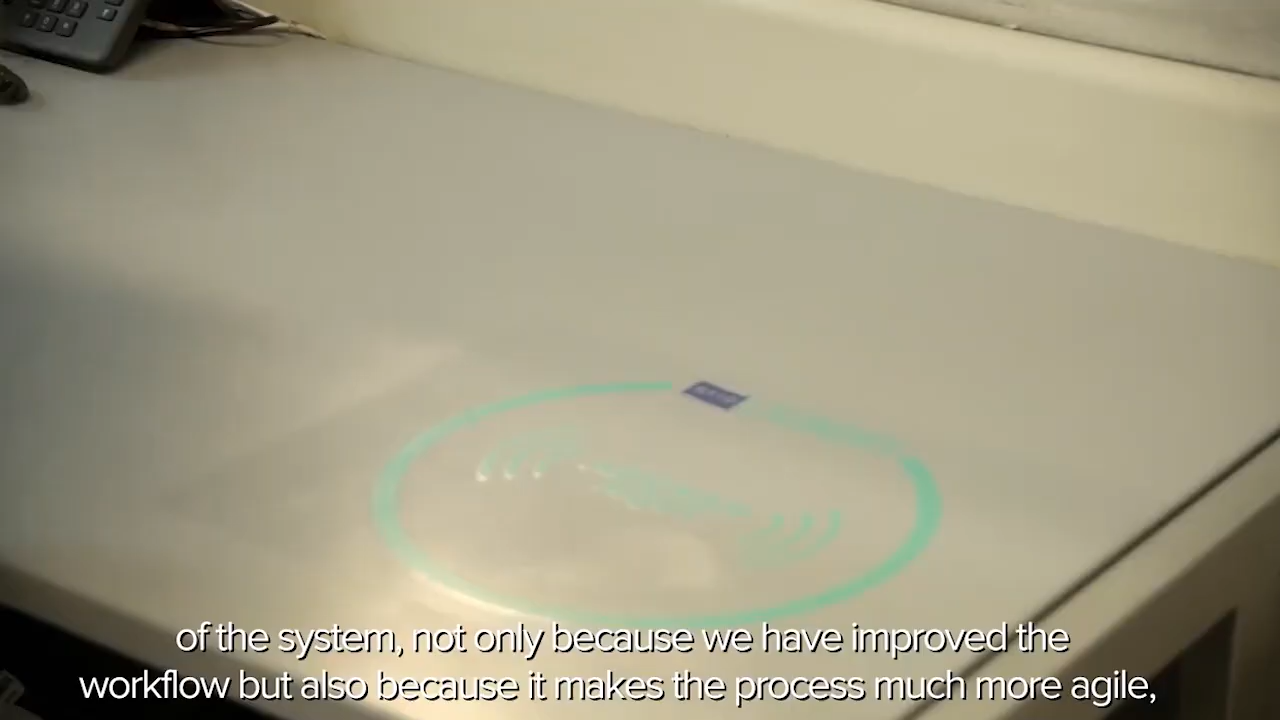 of the system, not only because we have improved the
workflow but also because it makes the process much more agile,